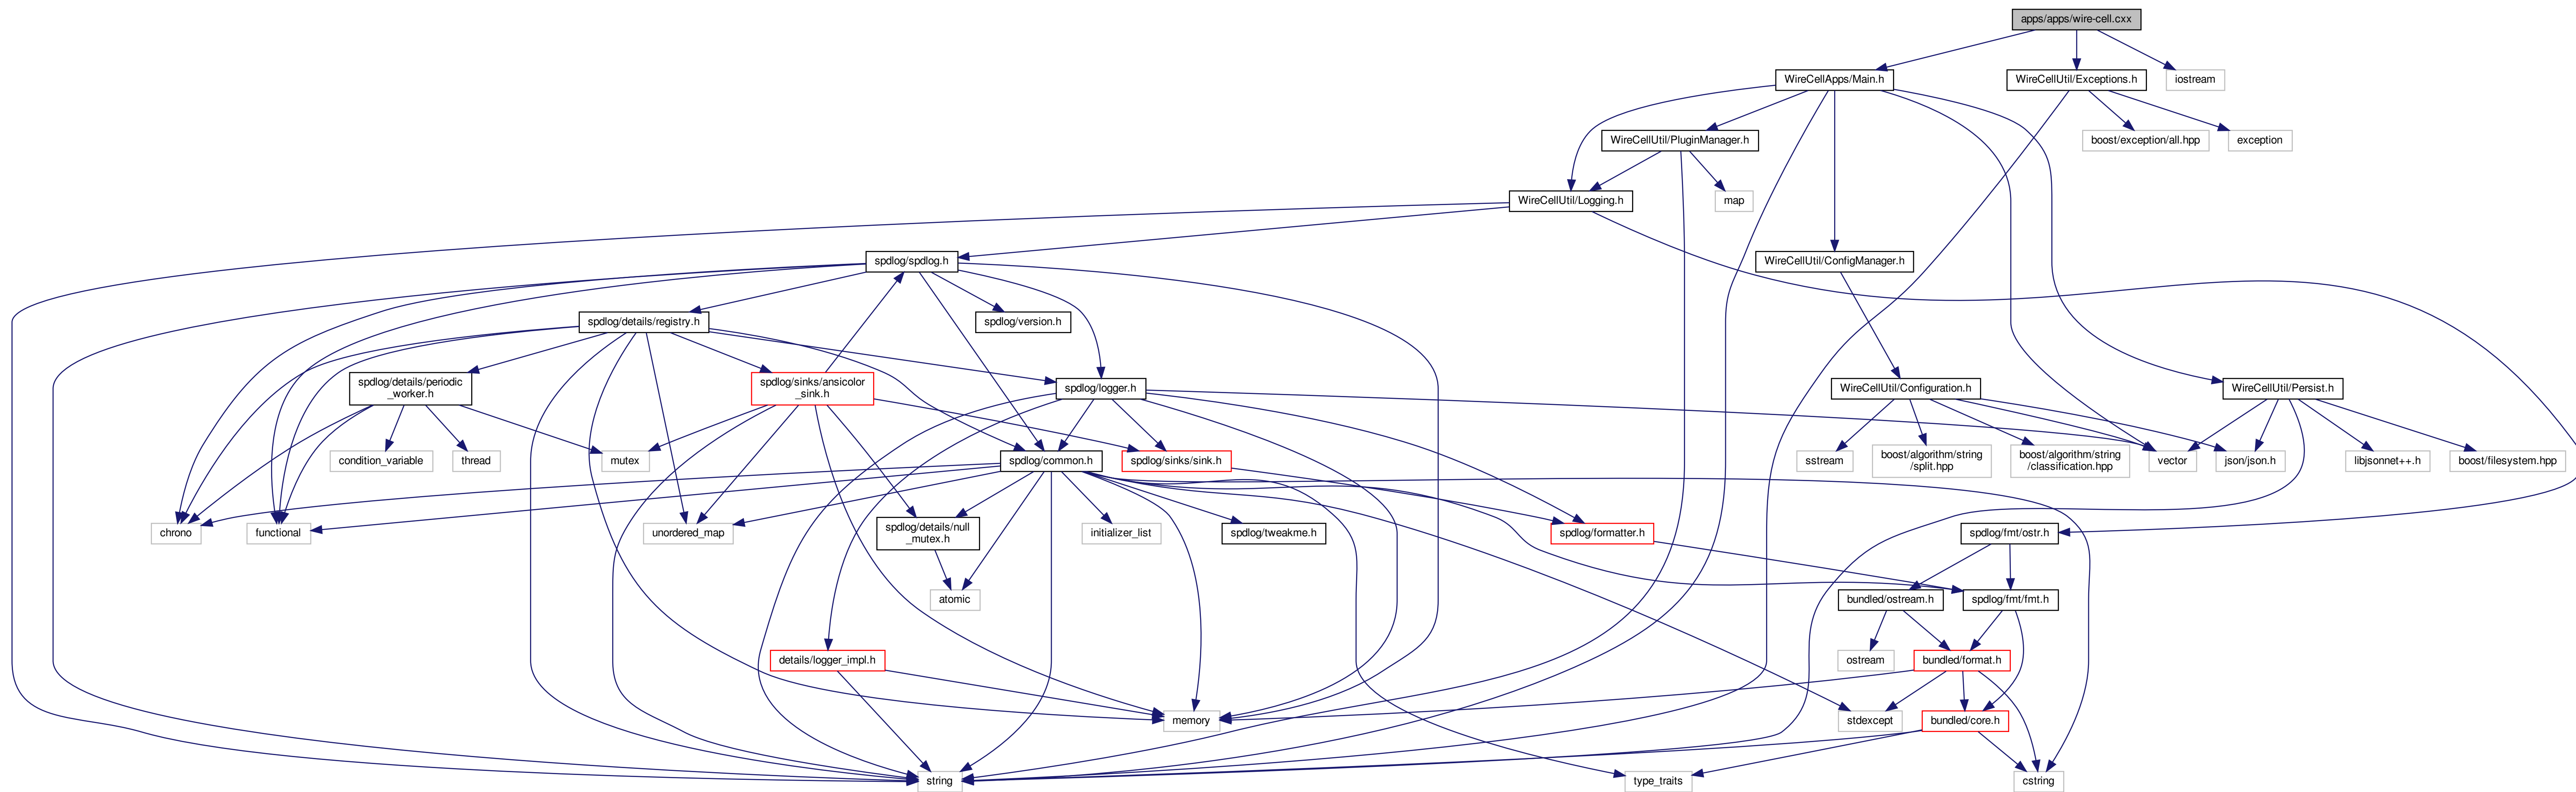 apps/apps/wire-cell.cxx
WireCellApps/Main.h
WireCellUtil/Exceptions.h
iostream
WireCellUtil/PluginManager.h
boost/exception/all.hpp
exception
WireCellUtil/Logging.h
map
spdlog/spdlog.h
WireCellUtil/ConfigManager.h
spdlog/details/registry.h
spdlog/version.h
spdlog/details/periodic
_worker.h
spdlog/sinks/ansicolor
_sink.h
spdlog/logger.h
WireCellUtil/Configuration.h
WireCellUtil/Persist.h
condition_variable
thread
mutex
spdlog/common.h
spdlog/sinks/sink.h
sstream
boost/algorithm/string
/split.hpp
boost/algorithm/string
/classification.hpp
vector
json/json.h
libjsonnet++.h
boost/filesystem.hpp
chrono
functional
unordered_map
spdlog/details/null
_mutex.h
initializer_list
spdlog/tweakme.h
spdlog/formatter.h
spdlog/fmt/ostr.h
atomic
bundled/ostream.h
spdlog/fmt/fmt.h
details/logger_impl.h
ostream
bundled/format.h
memory
stdexcept
bundled/core.h
string
type_traits
cstring